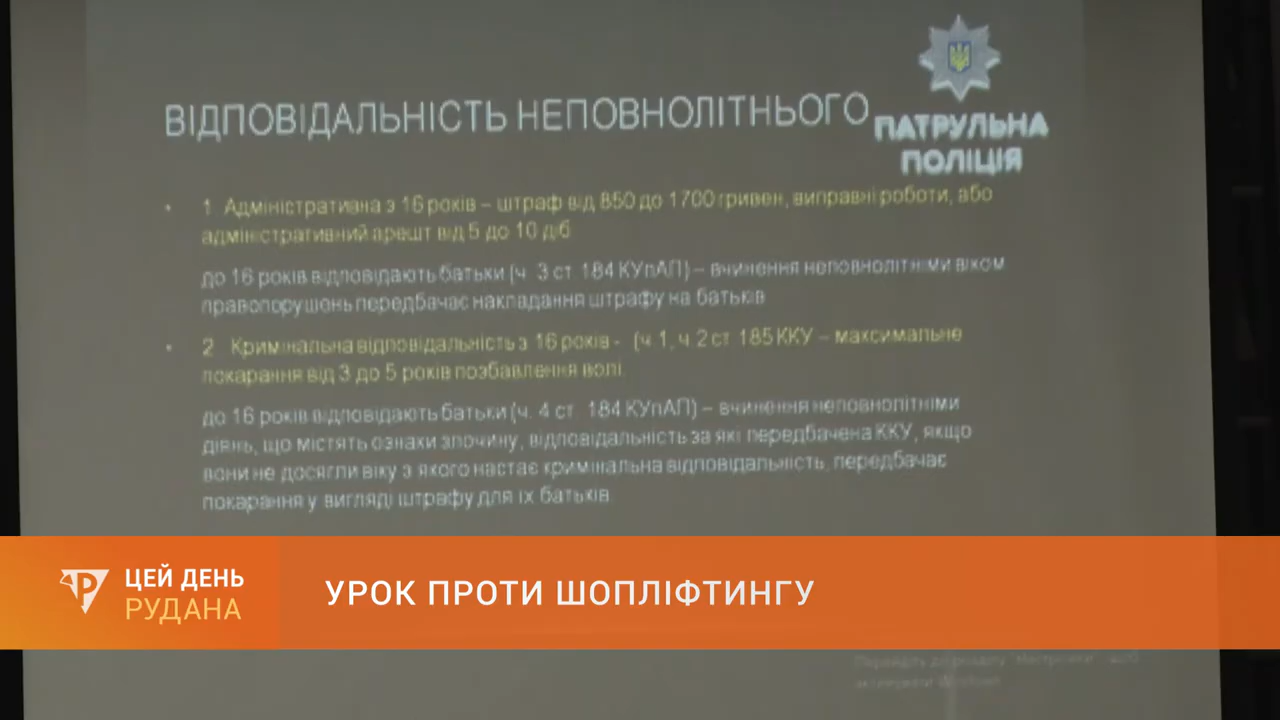 ВІДПОВІДАЛЬНІСТЬ НЕПОВНОЛІТНЬОГО
ПАТРУЛЬНА
ПОЛІЦІЯ
• 1 Адміністративна з 16 років – штраф від 850 до 1700 гривен, виправні роботи, або
адміністративний арешт від 5 до 10 діб
до 16 років відповідають батьки (ч. 3 ст. 184 КУпАП) – вчинення неповнолітніми віком
правопорушень передбачає накладання штрафу на батьків
• 2 Кримінальна відповідальність з 16 років - (ч 1, ч 2 ст 185 ККУ – максимальне
покарання від 3 до 5 років позбавлення волі.
до 16 років відповідають батьки (ч. 4 ст. 184 КУпАП) – вчинення неповнолітніми
діянь, що містять ознаки злочину, відповідальність за які передбачена ККУ, якщо
вони не досягли віку з якого настає кримінальна відповідальність, передбачає
покарання у вигляді штрафу для їх батьків.
ЦЕЙ ДЕНЬ
РУДАНА
УРОК ПРОТИ ШОПЛІФТИНГУ